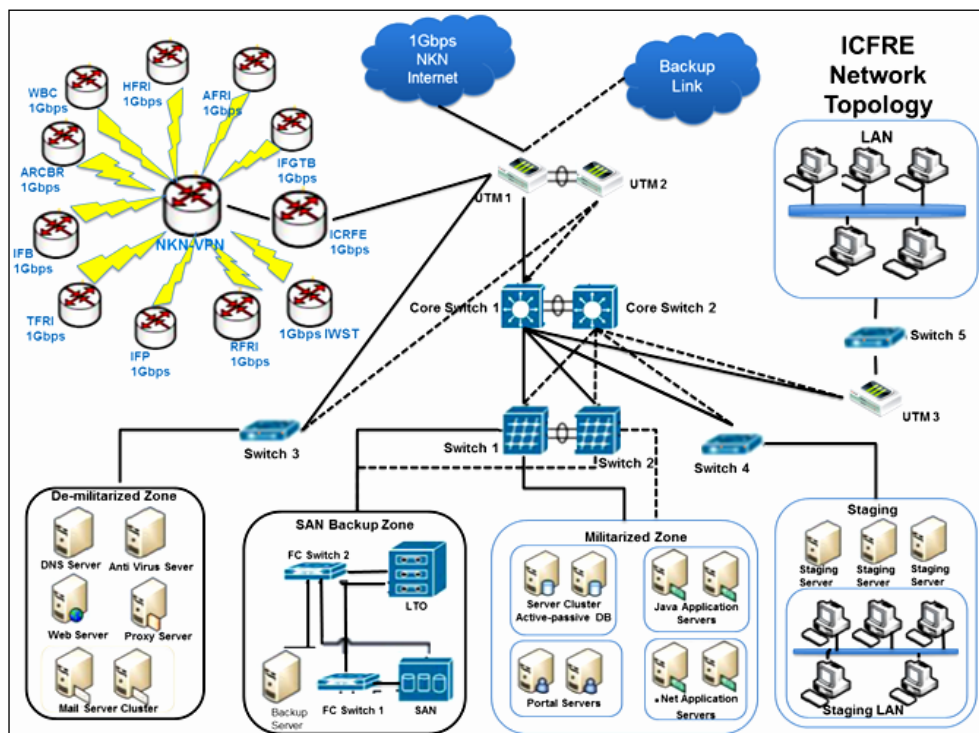 ICFRE
Network
Topology
1Gbps
NKN
Internet
Backup
Link
WBC
1Gbps
HFRI
1Gbps
AFRI
1Gbps
ARCBR
1Gbps
IFGTB
1Gbps
NKN-VPN
ICRFE
1Gbps
IFB
1Gbps
TFRI
1Gbps
IFP
1Gbps
RFRI
1Gbps
1Gbps IWST
UTM 1
UTM 2
LAN
Core Switch 1
Core Switch 2
Switch 5
UTM 3
Switch 3
Switch 1
Switch 2
Switch 4
De-militarized Zone
DNS Server
Anti Virus Sever
Web Server
Proxy Server
Mail Server Cluster
SAN Backup Zone
FC Switch 2
LTO
Backup
Server
FC Switch 1
SAN
Militarized Zone
Server Cluster
Active-passive DB
Java Application
Servers
Portal Servers
.Net Application
Servers
Staging
Staging
Server
Staging
Server
Staging
Server
Staging LAN